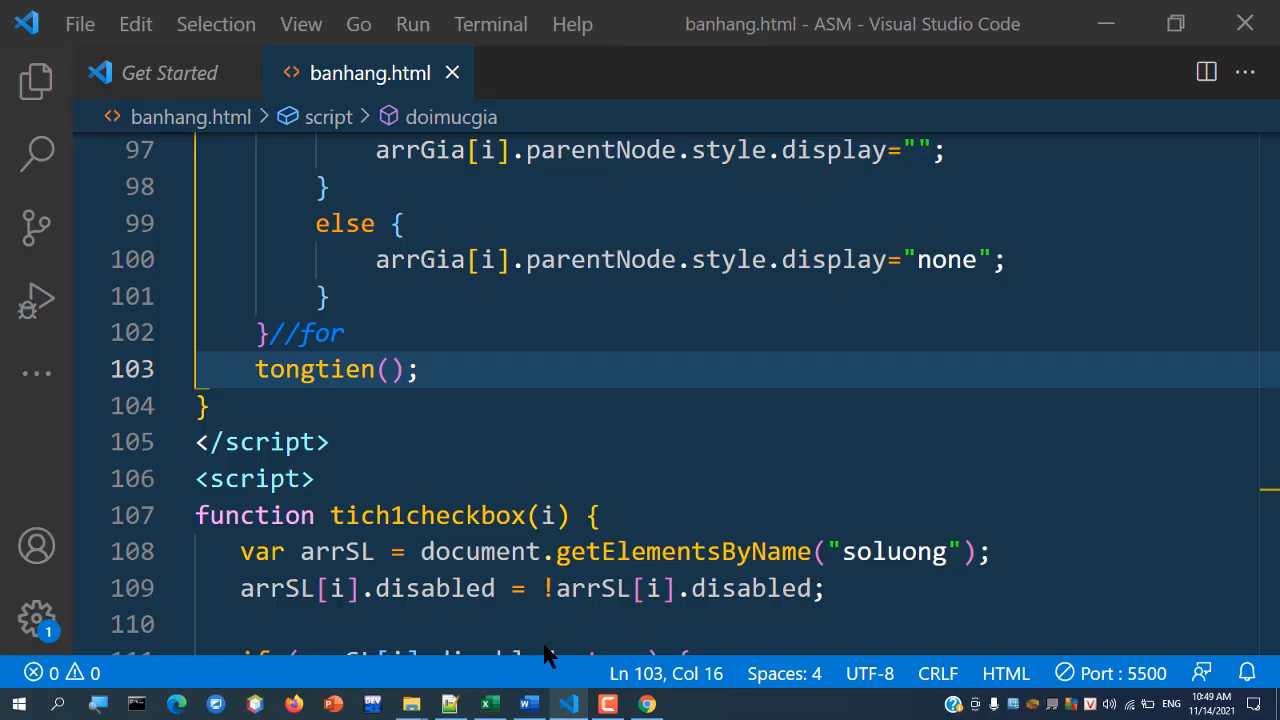 File Edit Selection View Go Run Terminal Help banhang.html - ASM - Visual Studio Code
Get Started <> banhang.html
<> banhang.html > script > doimucgia
97 arrGia[i].parentNode.style.display="";
98 }
99 else {
100 arrGia[i].parentNode.style.display="none";
101 }
102 }//for
103 tongtien();
104 }
105 </script>
106 <script>
107 function tich1checkbox(i) {
108 var arrSL = document.getElementsByName("soluong");
109 arrSL[i].disabled = !arrSL[i].disabled;
110
1
0 0 Ln 103, Col 16 Spaces: 4 UTF-8 CRLF HTML Port : 5500
ENG 10:49 AM
11/14/2021